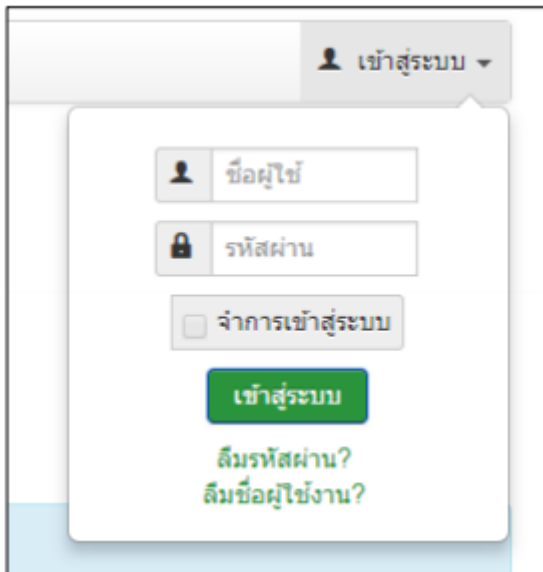 เข้าสู่ระบบ
ชื่อผู้ใช้
รหัสผ่าน
จำการเข้าสู่ระบบ
เข้าสู่ระบบ
ลืมรหัสผ่าน?
ลืมชื่อผู้ใช้งาน?